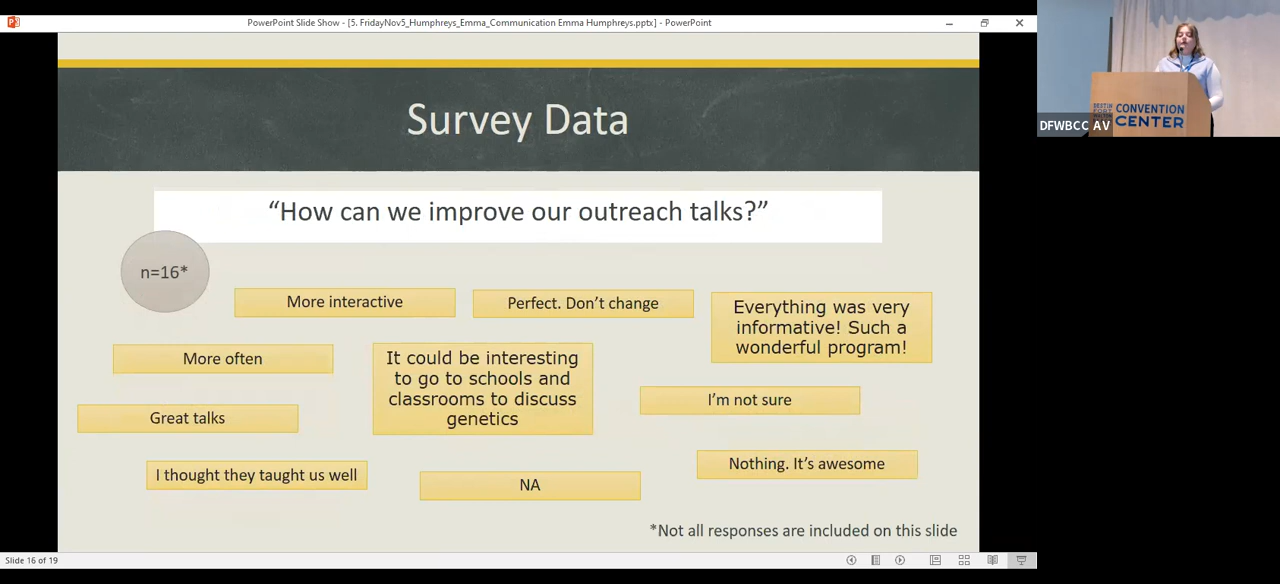 PowerPoint Slide Show - [5. FridayNov5_Humphreys_Emma_Communication Emma Humphreys.pptx] - PowerPoint
Survey Data
“How can we improve our outreach talks?”
n=16*
More interactive
Perfect. Don’t change
Everything was very
informative! Such a
wonderful program!
More often
It could be interesting
to go to schools and
classrooms to discuss
genetics
I’m not sure
Great talks
I thought they taught us well
NA
Nothing. It’s awesome
*Not all responses are included on this slide
Slide 16 of 19
DESTIN
FORT
WALTON
CONVENTION
CENTER
DFWBCC AV